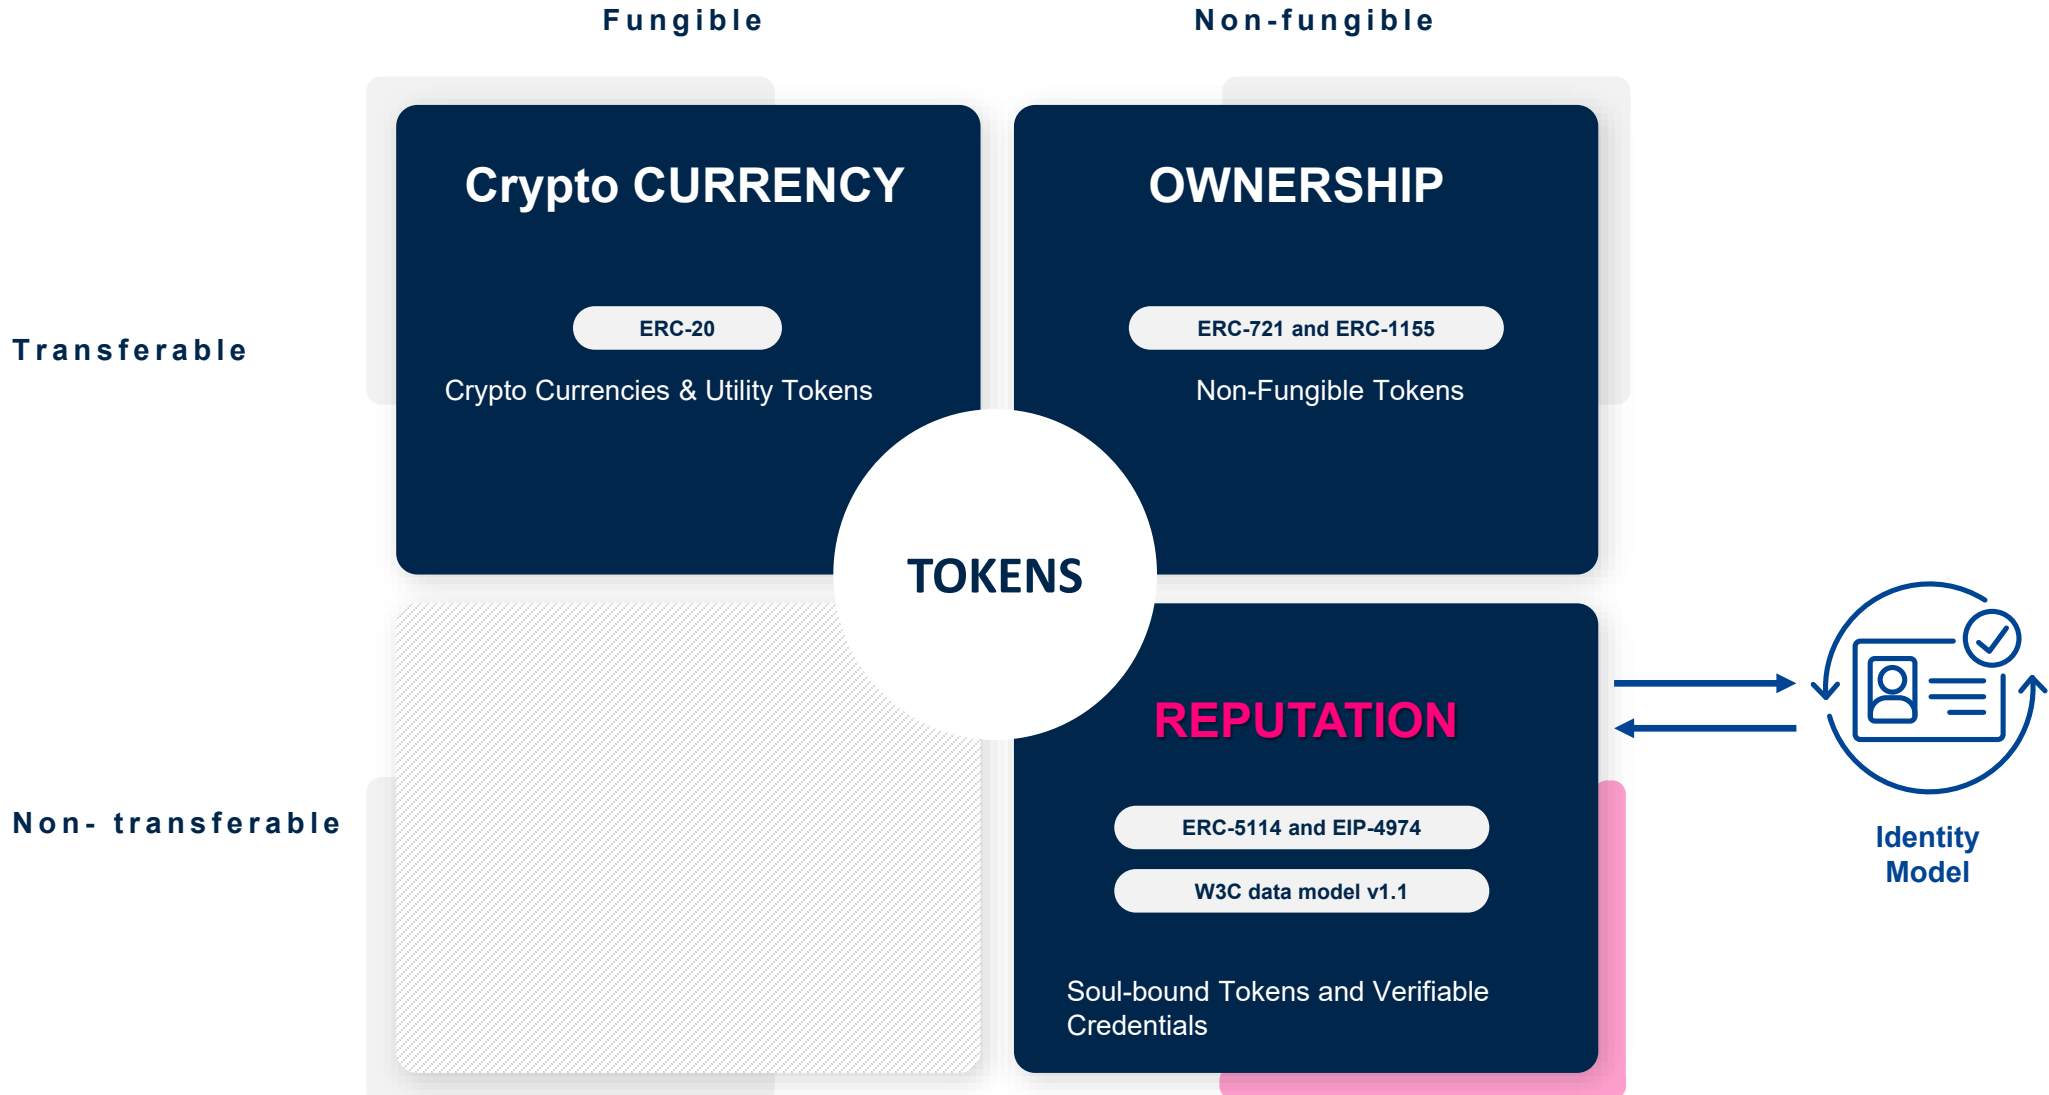 Fungible
Non-fungible
Crypto CURRENCY
OWNERSHIP
ERC-20
ERC-721 and ERC-1155
Transferable
Crypto Currencies & Utility Tokens
Non-Fungible Tokens
TOKENS
REPUTATION
Non- transferable
ERC-5114 and EIP-4974
W3C data model v1.1
Identity
Model
Soul-bound Tokens and Verifiable
Credentials